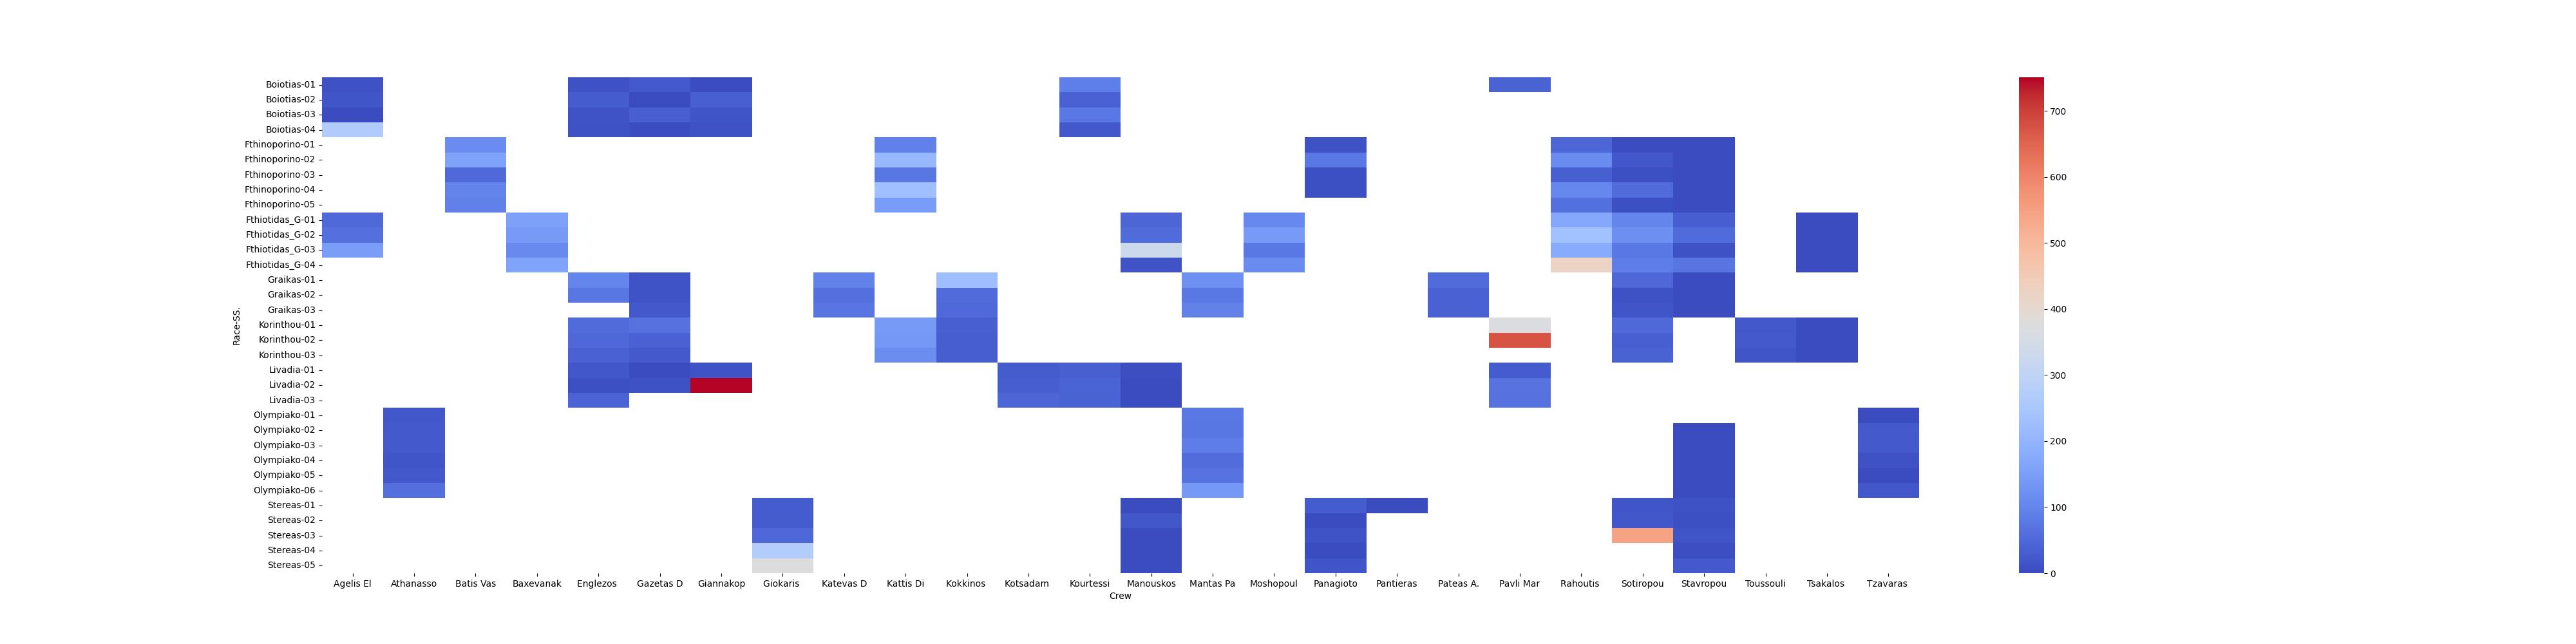 Boiotias-01
Boiotias-02
Boiotias-03
Boiotias-04
Fthinoporino-01
Fthinoporino-02
Fthinoporino-03
Fthinoporino-04
Fthinoporino-05
Fthiotidas_G-01
Fthiotidas_G-02
Fthiotidas_G-03
Fthiotidas_G-04
Graikas-01
Graikas-02
Graikas-03
Korinthou-01
Korinthou-02
Korinthou-03
Livadia-01
Livadia-02
Livadia-03
Olympiako-01
Olympiako-02
Olympiako-03
Olympiako-04
Olympiako-05
Olympiako-06
Stereas-01
Stereas-02
Stereas-03
Stereas-04
Stereas-05
Race-SS.
Agelis El Athanasso Batis Vas Baxevanak Englezos Gazetas D Giannakop Giokaris Katevas D Kattis Di Kokkinos Kotsadam Kourtessi Manouskos Mantas Pa Moshopoul Panagioto Pantieras Pateas A. Pavli Mar Rahoutis Sotiropou Stavropou Toussouli Tsakalos Tzavaras
Crew
700
600
500
400
300
200
100
0